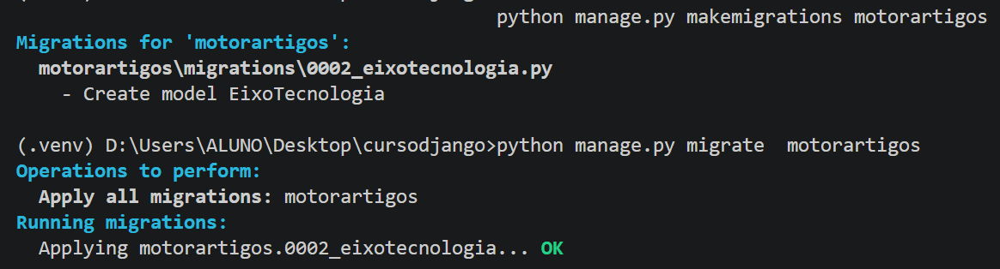 python manage.py makemigrations motorartigos
Migrations for 'motorartigos':
motorartigos\migrations\0002_eixotecnologia.py
- Create model EixoTecnologia
(.venv) D:\Users\ALUNO\Desktop\cursodjango>python manage.py migrate  motorartigos
Operations to perform:
Apply all migrations: motorartigos
Running migrations:
Applying motorartigos.0002_eixotecnologia... OK